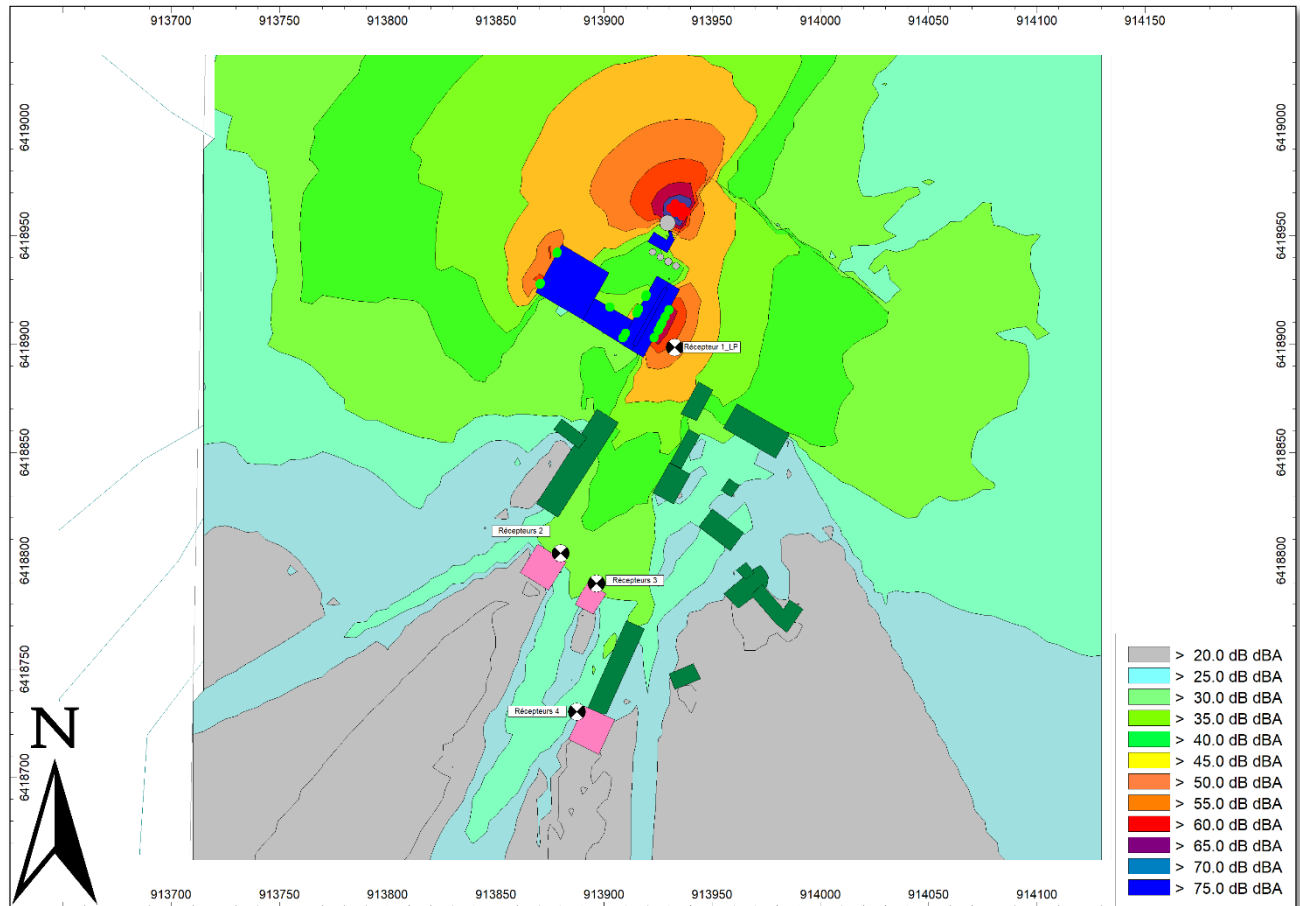 913700 913750 913800 913850 913900 913950 914000 914050 914100 914150
6419000
6419000
6418950
6418950
6418900
6418900
Récepteur 1_LP
6418850
6418850
Récepteurs 2
6418800
6418800
Récepteurs 3
6418750
6418750
Récepteurs 4
N
6418700
> 20.0 dB dBA
> 25.0 dB dBA
> 30.0 dB dBA
> 35.0 dB dBA
> 40.0 dB dBA
> 45.0 dB dBA
> 50.0 dB dBA
> 55.0 dB dBA
> 60.0 dB dBA
> 65.0 dB dBA
> 70.0 dB dBA
> 75.0 dB dBA
913700 913750 913800 913850 913900 913950 914000 914050 914100